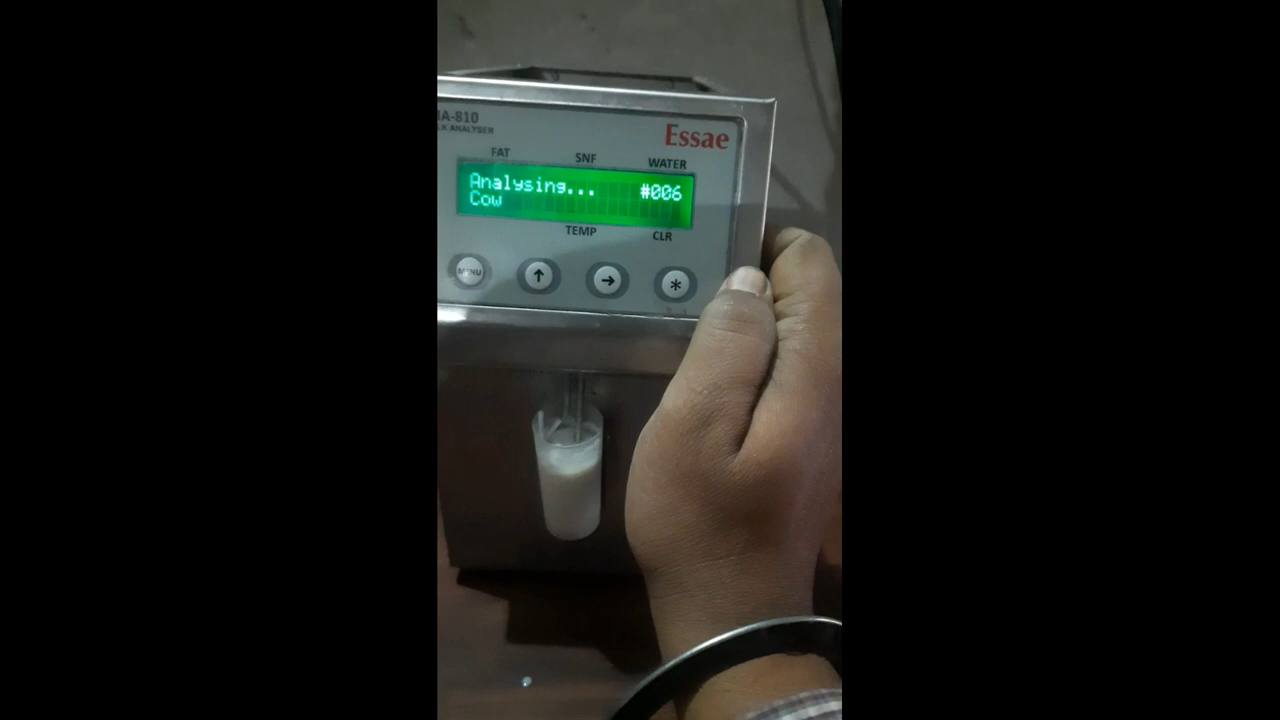 MA-810
MILK ANALYSER
Essae
FAT SNF WATER
Analysing... #006
Cow
TEMP CLR
MENU ↑ → *